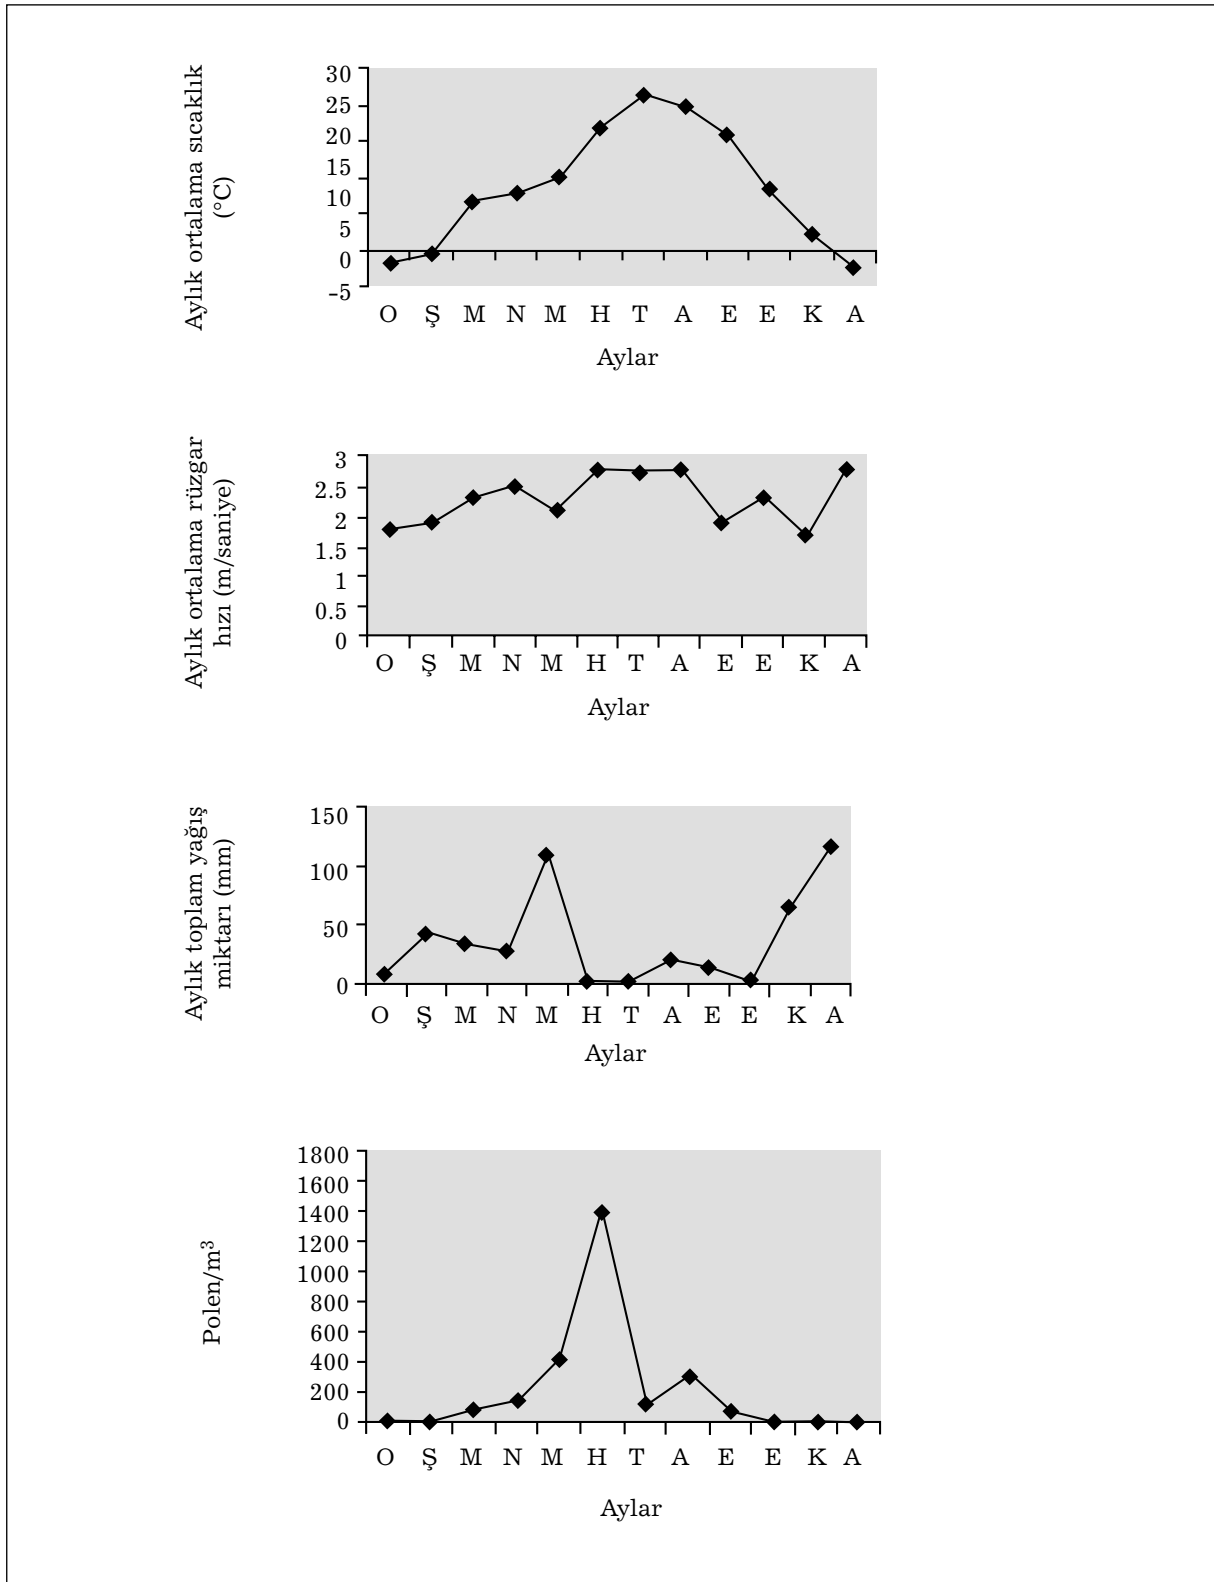 Aylık ortalama sıcaklık
(°C)
30
25
20
15
10
5
0
-5
O Ş M N M H T A E E K A
Aylar
Aylık ortalama rüzgar
hızı (m/saniye)
3
2.5
2
1.5
1
0.5
0
O Ş M N M H T A E E K A
Aylar
Aylık toplam yağış
miktarı (mm)
150
100
50
0
O Ş M N M H T A E E K A
Aylar
Polen/m³
1800
1600
1400
1200
1000
800
600
400
200
0
O Ş M N M H T A E E K A
Aylar